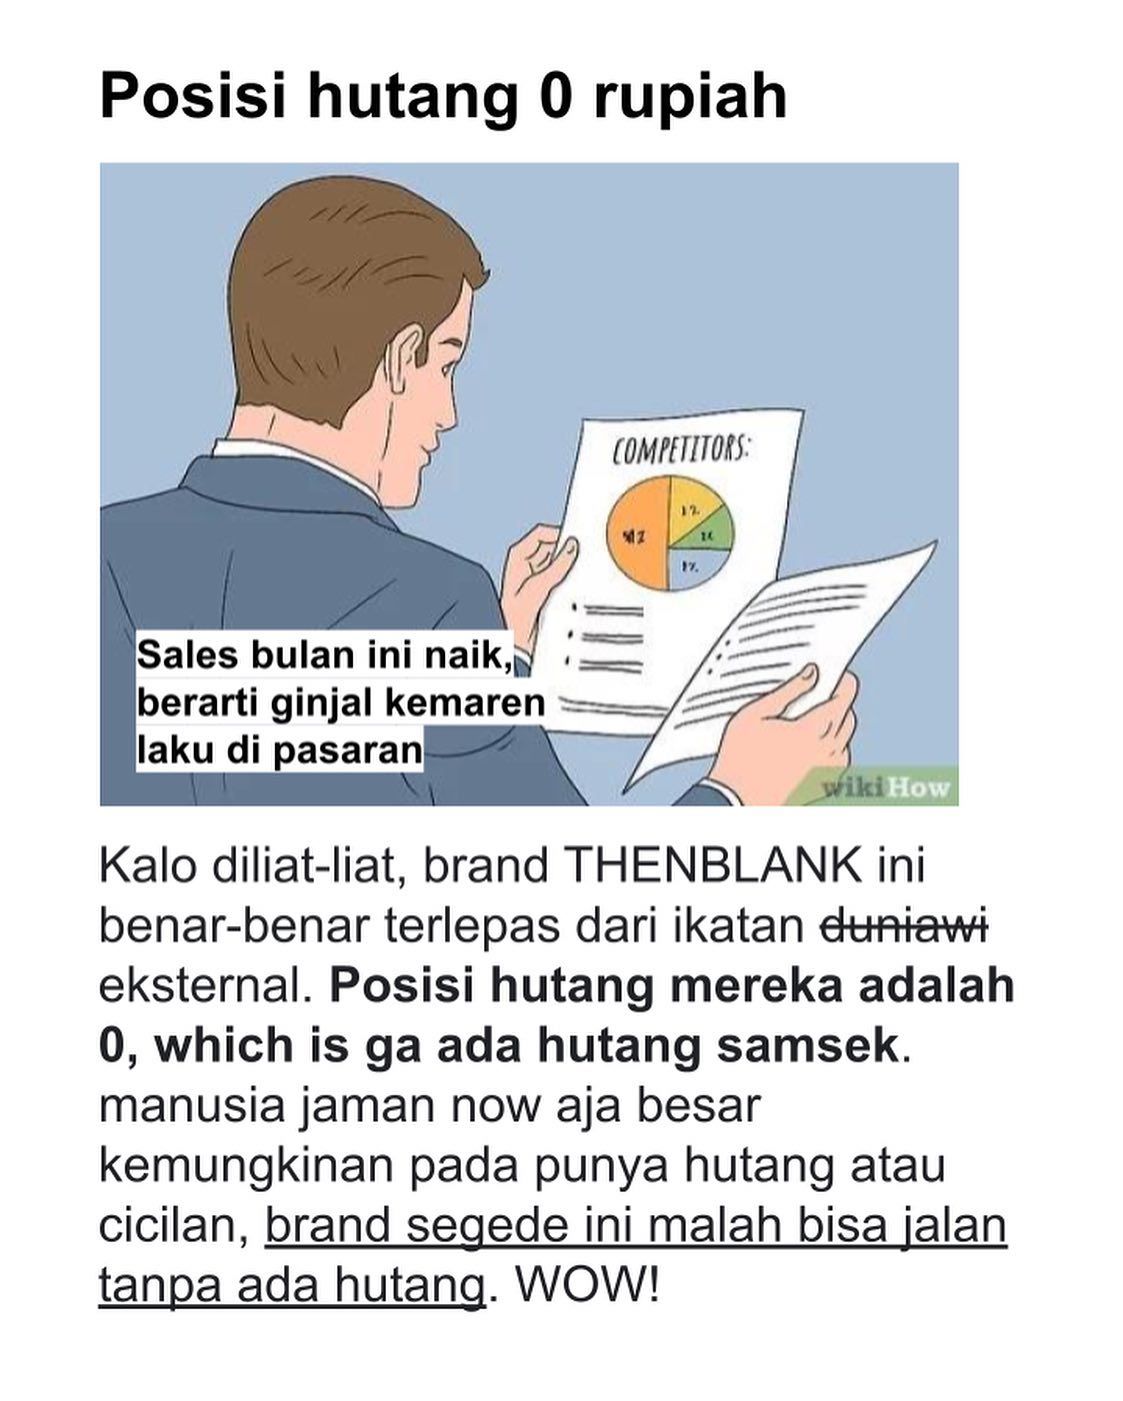 Posisi hutang 0 rupiah
COMPETITORS:
Sales bulan ini naik,
berarti ginjal kemaren
laku di pasaran
wikiHow
Kalo diliat-liat, brand THENBLANK ini
benar-benar terlepas dari ikatan duniawi
eksternal. Posisi hutang mereka adalah
0, which is ga ada hutang samsek.
manusia jaman now aja besar
kemungkinan pada punya hutang atau
cicilan, brand segede ini malah bisa jalan
tanpa ada hutang. WOW!